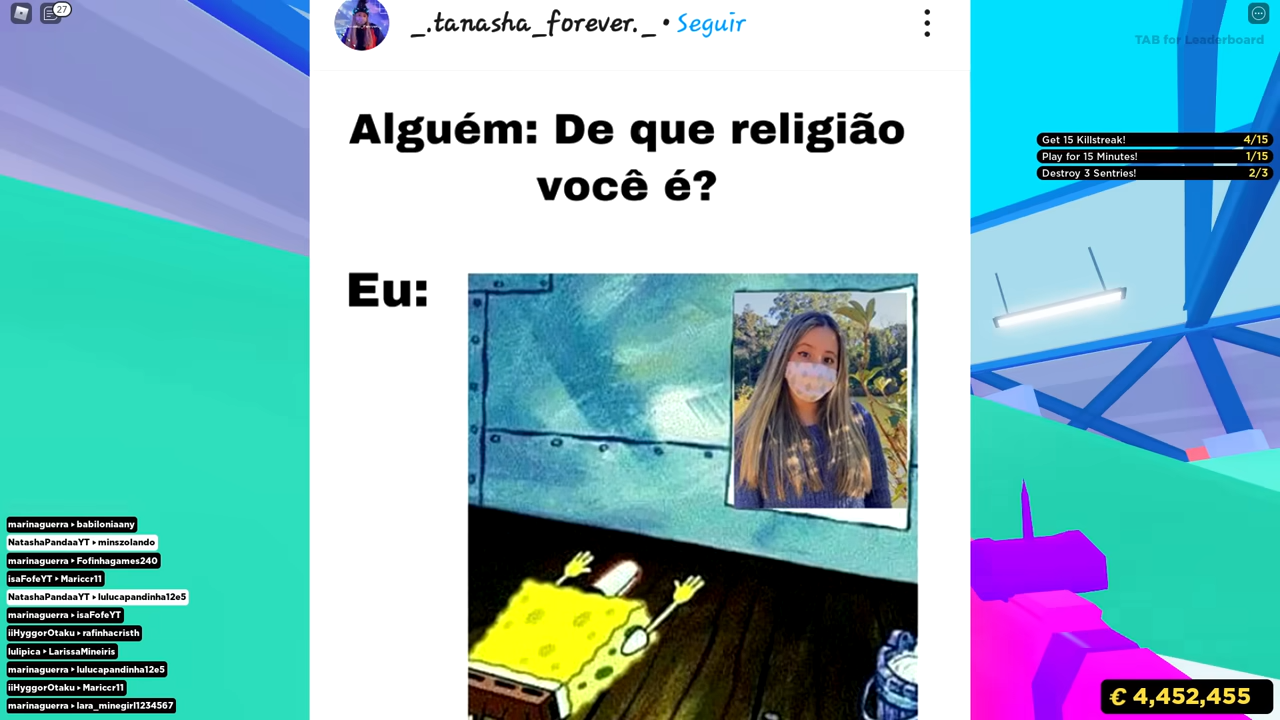 27
_.tanasha_forever._ • Seguir
TAB for Leaderboard
Alguém: De que religião
você é?
Eu:
Get 15 Killstreak! 4/15
Play for 15 Minutes! 1/15
Destroy 3 Sentries! 2/3
marinaguerra ▸ babiloniaany
NatashaPandaaYT ▸ minszolando
marinaguerra ▸ Fofinhagames240
isaFofeYT ▸ Mariccr11
NatashaPandaaYT ▸ lulucapandinha12e5
marinaguerra ▸ isaFofeYT
iiHyggorOtaku ▸ rafinhacristh
lulipica ▸ LarissaMineiris
marinaguerra ▸ lulucapandinha12e5
iiHyggorOtaku ▸ Mariccr11
marinaguerra ▸ lara_minegirl1234567
€ 4,452,455